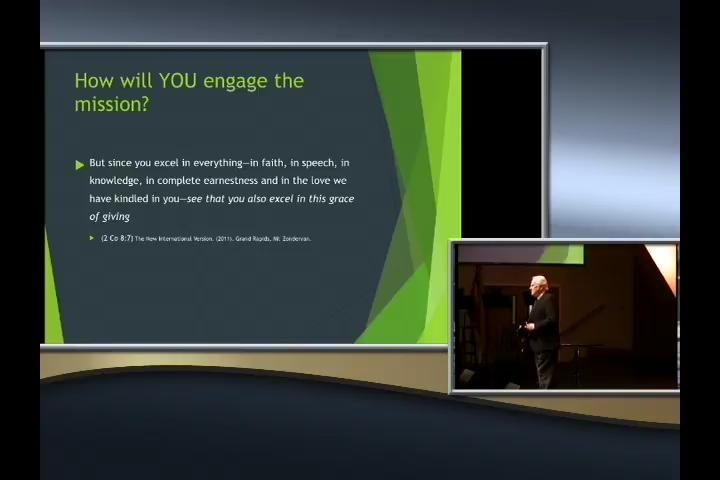 How will YOU engage the
mission?
But since you excel in everything—in faith, in speech, in
knowledge, in complete earnestness and in the love we
have kindled in you—see that you also excel in this grace
of giving
(2 Co 8:7) The New International Version. (2011). Grand Rapids, MI: Zondervan.